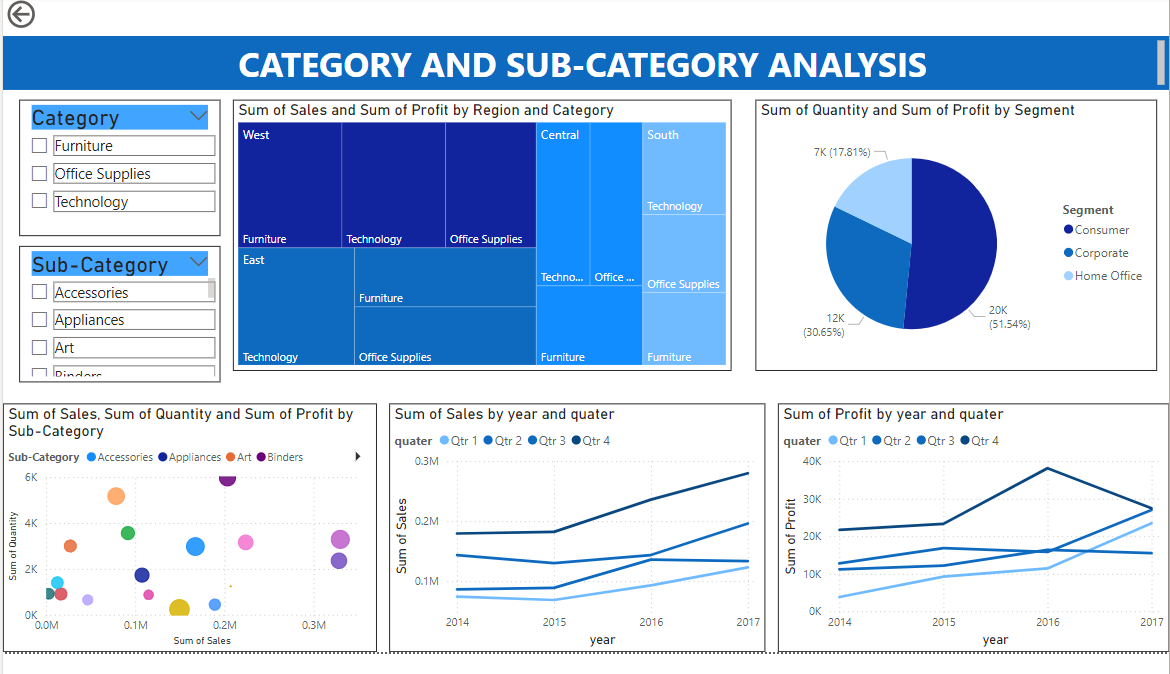 CATEGORY AND SUB-CATEGORY ANALYSIS
Category
Furniture
Office Supplies
Technology
Sub-Category
Accessories
Appliances
Art
Binders
Sum of Sales and Sum of Profit by Region and Category
West
Furniture
Technology
Office Supplies
East
Technology
Furniture
Office Supplies
Central
Techno...
Office ...
Furniture
South
Technology
Office Supplies
Furniture
Sum of Quantity and Sum of Profit by Segment
7K (17.81%)
12K
(30.65%)
20K
(51.54%)
Segment
Consumer
Corporate
Home Office
Sum of Sales, Sum of Quantity and Sum of Profit by
Sub-Category
Sub-Category Accessories Appliances Art Binders
Sum of Quantity
6K
4K
2K
0K
0.0M 0.1M 0.2M 0.3M
Sum of Sales
Sum of Sales by year and quater
quater Qtr 1 Qtr 2 Qtr 3 Qtr 4
Sum of Sales
0.3M
0.2M
0.1M
2014 2015 2016 2017
year
Sum of Profit by year and quater
quater Qtr 1 Qtr 2 Qtr 3 Qtr 4
Sum of Profit
40K
30K
20K
10K
0K
2014 2015 2016 2017
year